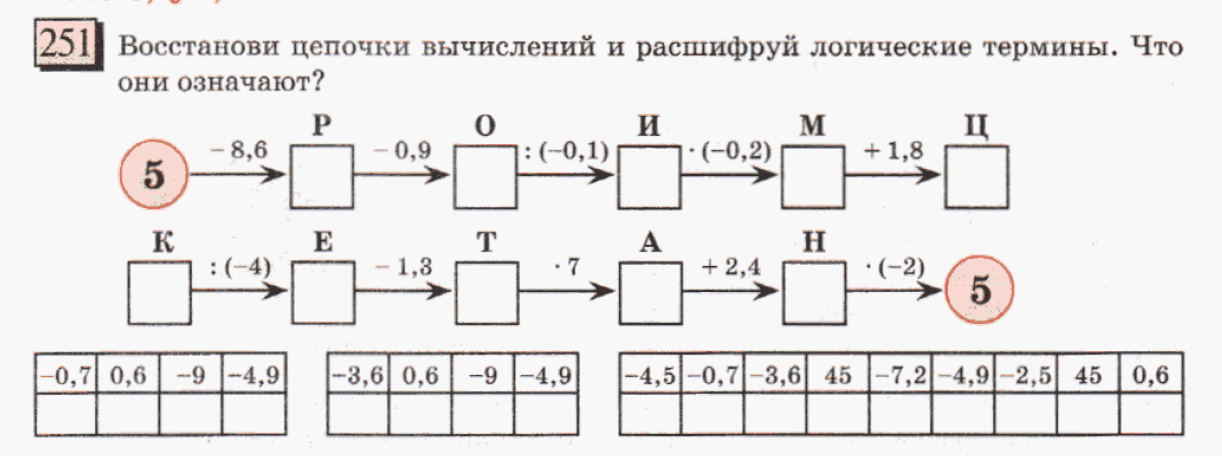 251 Восстанови цепочки вычислений и расшифруй логические термины. Что
они означают?
Р О И М Ц
5 – 8,6 – 0,9 : (–0,1) · (–0,2) + 1,8
К Е Т А Н
: (–4) – 1,3 · 7 + 2,4 · (–2) 5
–0,7 0,6 –9 –4,9 –3,6 0,6 –9 –4,9 –4,5 –0,7 –3,6 45 –7,2 –4,9 –2,5 45 0,6